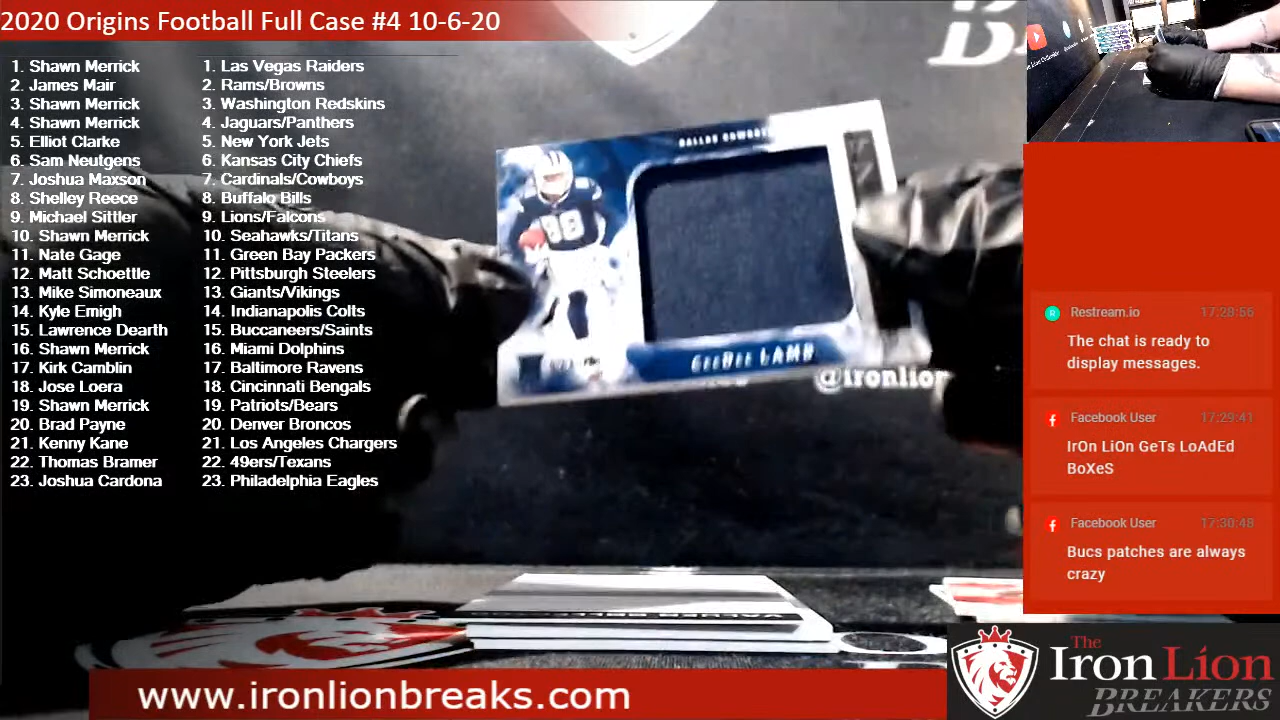 2020 Origins Football Full Case #4 10-6-20
1. Shawn Merrick
2. James Mair
3. Shawn Merrick
4. Shawn Merrick
5. Elliot Clarke
6. Sam Neutgens
7. Joshua Maxson
8. Shelley Reece
9. Michael Sittler
10. Shawn Merrick
11. Nate Gage
12. Matt Schoettle
13. Mike Simoneaux
14. Kyle Emigh
15. Lawrence Dearth
16. Shawn Merrick
17. Kirk Camblin
18. Jose Loera
19. Shawn Merrick
20. Brad Payne
21. Kenny Kane
22. Thomas Bramer
23. Joshua Cardona
1. Las Vegas Raiders
2. Rams/Browns
3. Washington Redskins
4. Jaguars/Panthers
5. New York Jets
6. Kansas City Chiefs
7. Cardinals/Cowboys
8. Buffalo Bills
9. Lions/Falcons
10. Seahawks/Titans
11. Green Bay Packers
12. Pittsburgh Steelers
13. Giants/Vikings
14. Indianapolis Colts
15. Buccaneers/Saints
16. Miami Dolphins
17. Baltimore Ravens
18. Cincinnati Bengals
19. Patriots/Bears
20. Denver Broncos
21. Los Angeles Chargers
22. 49ers/Texans
23. Philadelphia Eagles
DALLAS COWBOYS
88
CEEDEE LAMB
@ironlion
Restream.io 17:28:56
The chat is ready to
display messages.
Facebook User 17:29:41
IrOn LiOn GeTs LoAdEd
BoXeS
Facebook User 17:30:48
Bucs patches are always
crazy
www.ironlionbreaks.com
The
Iron Lion
BREAKERS